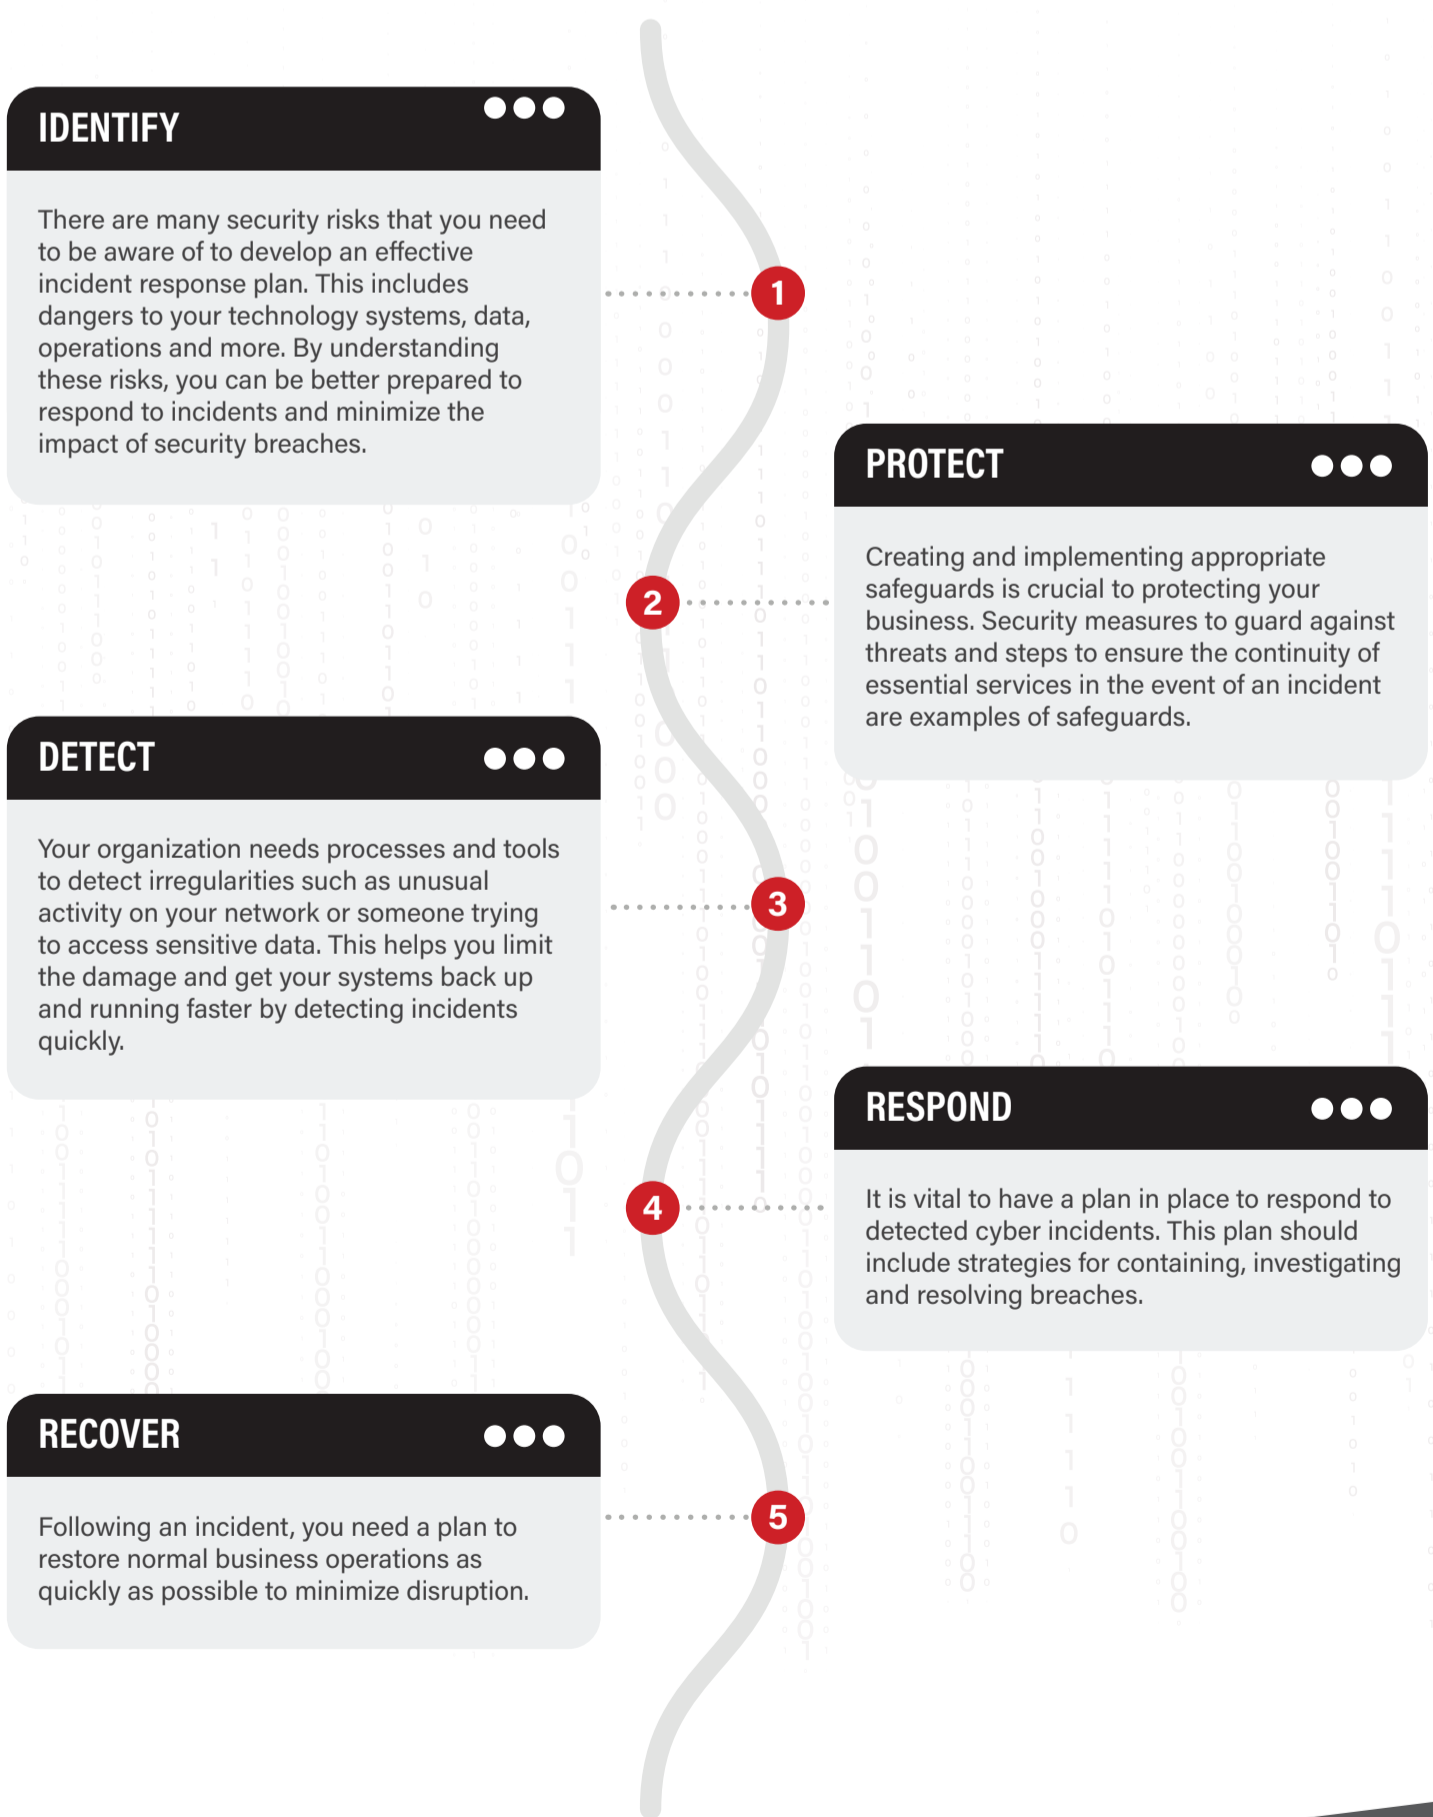 IDENTIFY
There are many security risks that you need
to be aware of to develop an effective
incident response plan. This includes
dangers to your technology systems, data,
operations and more. By understanding
these risks, you can be better prepared to
respond to incidents and minimize the
impact of security breaches.
1
PROTECT
Creating and implementing appropriate
safeguards is crucial to protecting your
business. Security measures to guard against
threats and steps to ensure the continuity of
essential services in the event of an incident
are examples of safeguards.
2
DETECT
Your organization needs processes and tools
to detect irregularities such as unusual
activity on your network or someone trying
to access sensitive data. This helps you limit
the damage and get your systems back up
and running faster by detecting incidents
quickly.
3
RESPOND
It is vital to have a plan in place to respond to
detected cyber incidents. This plan should
include strategies for containing, investigating
and resolving breaches.
4
RECOVER
Following an incident, you need a plan to
restore normal business operations as
quickly as possible to minimize disruption.
5